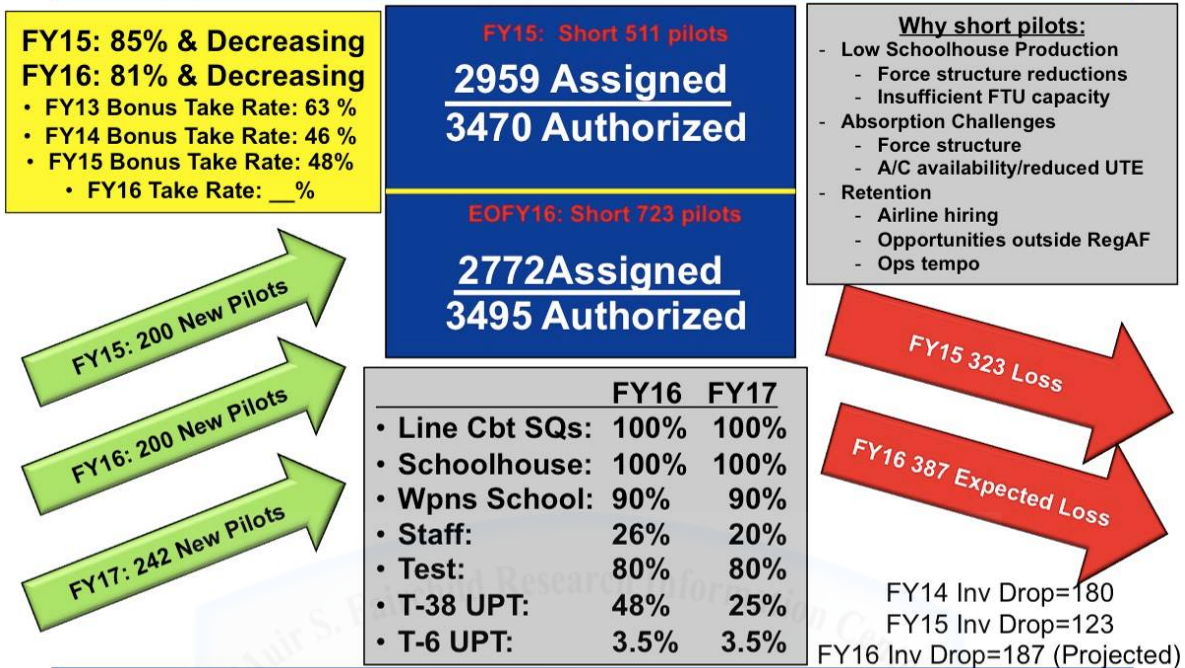 FY15: 85% & Decreasing
FY16: 81% & Decreasing
• FY13 Bonus Take Rate: 63 %
• FY14 Bonus Take Rate: 46 %
• FY15 Bonus Take Rate: 48%
• FY16 Take Rate: __%
FY15: Short 511 pilots
2959 Assigned
3470 Authorized
EOFY16: Short 723 pilots
2772Assigned
3495 Authorized
Why short pilots:
- Low Schoolhouse Production
- Force structure reductions
- Insufficient FTU capacity
- Absorption Challenges
- Force structure
- A/C availability/reduced UTE
- Retention
- Airline hiring
- Opportunities outside RegAF
- Ops tempo
FY15: 200 New Pilots
FY16: 200 New Pilots
FY17: 242 New Pilots
FY16 FY17
• Line Cbt SQs: 100% 100%
• Schoolhouse: 100% 100%
• Wpns School: 90% 90%
• Staff: 26% 20%
• Test: 80% 80%
• T-38 UPT: 48% 25%
• T-6 UPT: 3.5% 3.5%
FY15 323 Loss
FY16 387 Expected Loss
FY14 Inv Drop=180
FY15 Inv Drop=123
FY16 Inv Drop=187 (Projected)
Muir S. Research Information